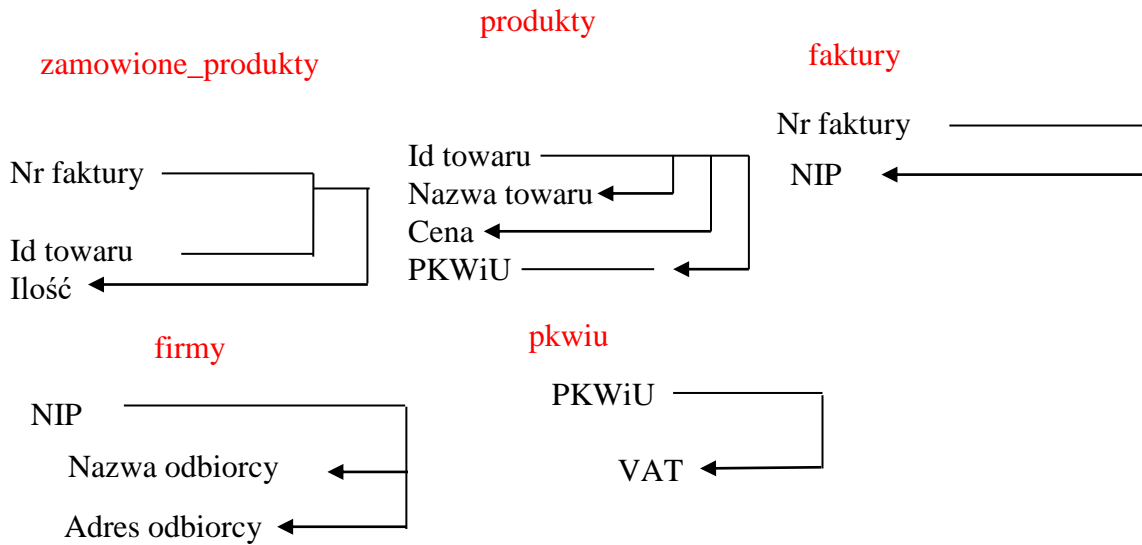 produkty
zamowione_produkty
faktury
Nr faktury
Id towaru
Ilość
Id towaru
Nazwa towaru
Cena
PKWiU
Nr faktury
NIP
firmy
pkwiu
NIP
Nazwa odbiorcy
Adres odbiorcy
PKWiU
VAT